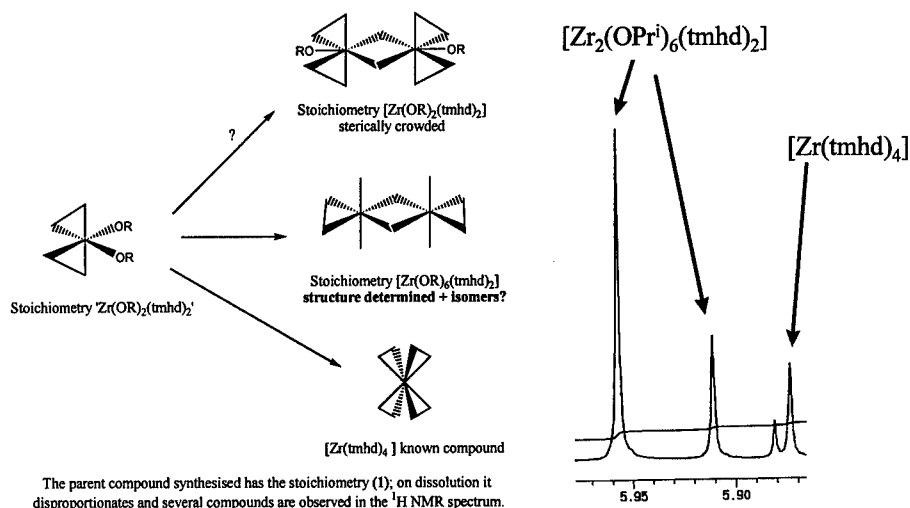 RO
OR
Stoichiometry [Zr(OR)2(tmhd)2]
sterically crowded
?
OR
OR
Stoichiometry 'Zr(OR)2(tmhd)2'
Stoichiometry [Zr(OR)6(tmhd)2]
structure determined + isomers?
[Zr(tmhd)4 ] known compound
The parent compound synthesised has the stoichiometry (1); on dissolution it
disproportionates and several compounds are observed in the ¹H NMR spectrum.
[Zr2(OPrⁱ)6(tmhd)2]
[Zr(tmhd)4]
5.95
5.90